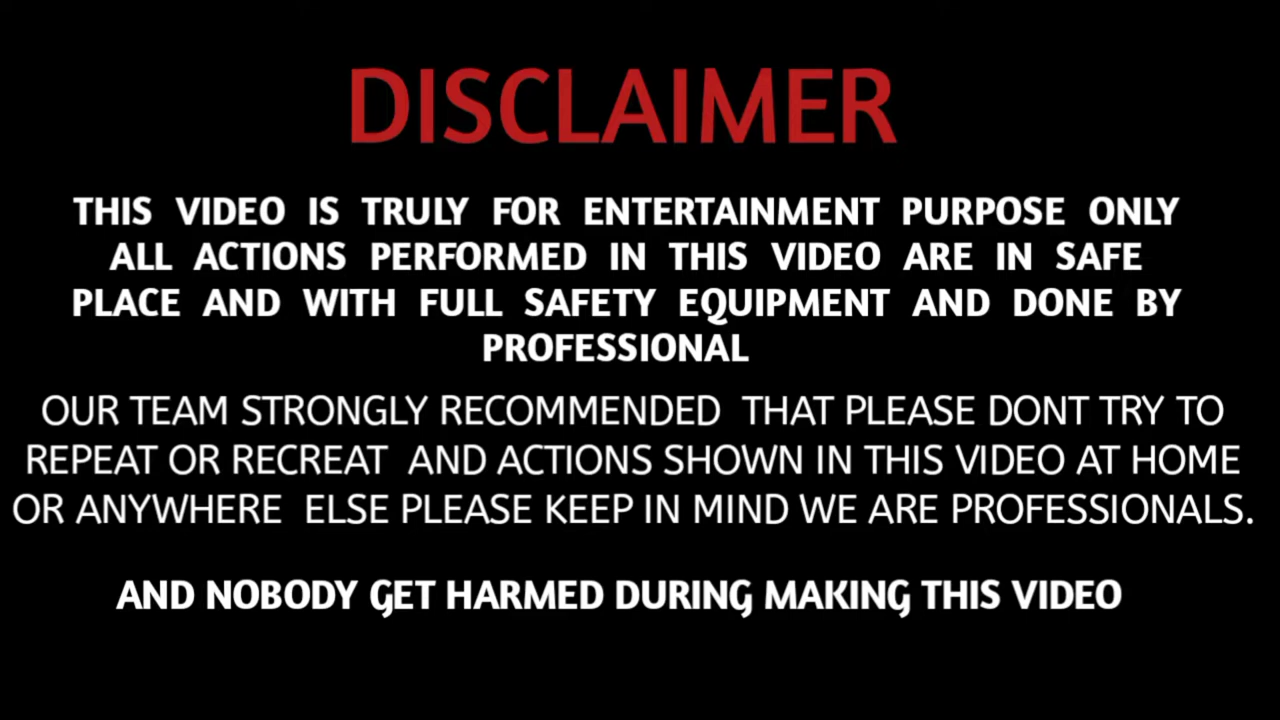 DISCLAIMER
THIS VIDEO IS TRULY FOR ENTERTAINMENT PURPOSE ONLY
ALL ACTIONS PERFORMED IN THIS VIDEO ARE IN SAFE
PLACE AND WITH FULL SAFETY EQUIPMENT AND DONE BY
PROFESSIONAL
OUR TEAM STRONGLY RECOMMENDED THAT PLEASE DONT TRY TO
REPEAT OR RECREAT AND ACTIONS SHOWN IN THIS VIDEO AT HOME
OR ANYWHERE ELSE PLEASE KEEP IN MIND WE ARE PROFESSIONALS.
AND NOBODY GET HARMED DURING MAKING THIS VIDEO